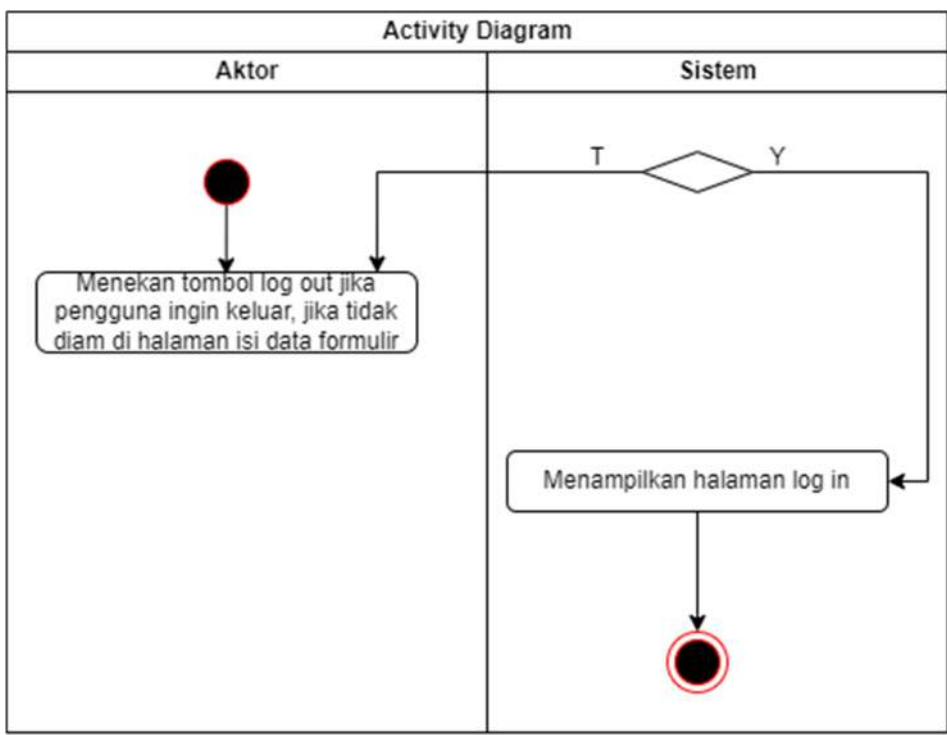 Activity Diagram
Aktor
Sistem
T
Y
Menekan tombol log out jika
pengguna ingin keluar, jika tidak
diam di halaman isi data formulir
Menampilkan halaman log in